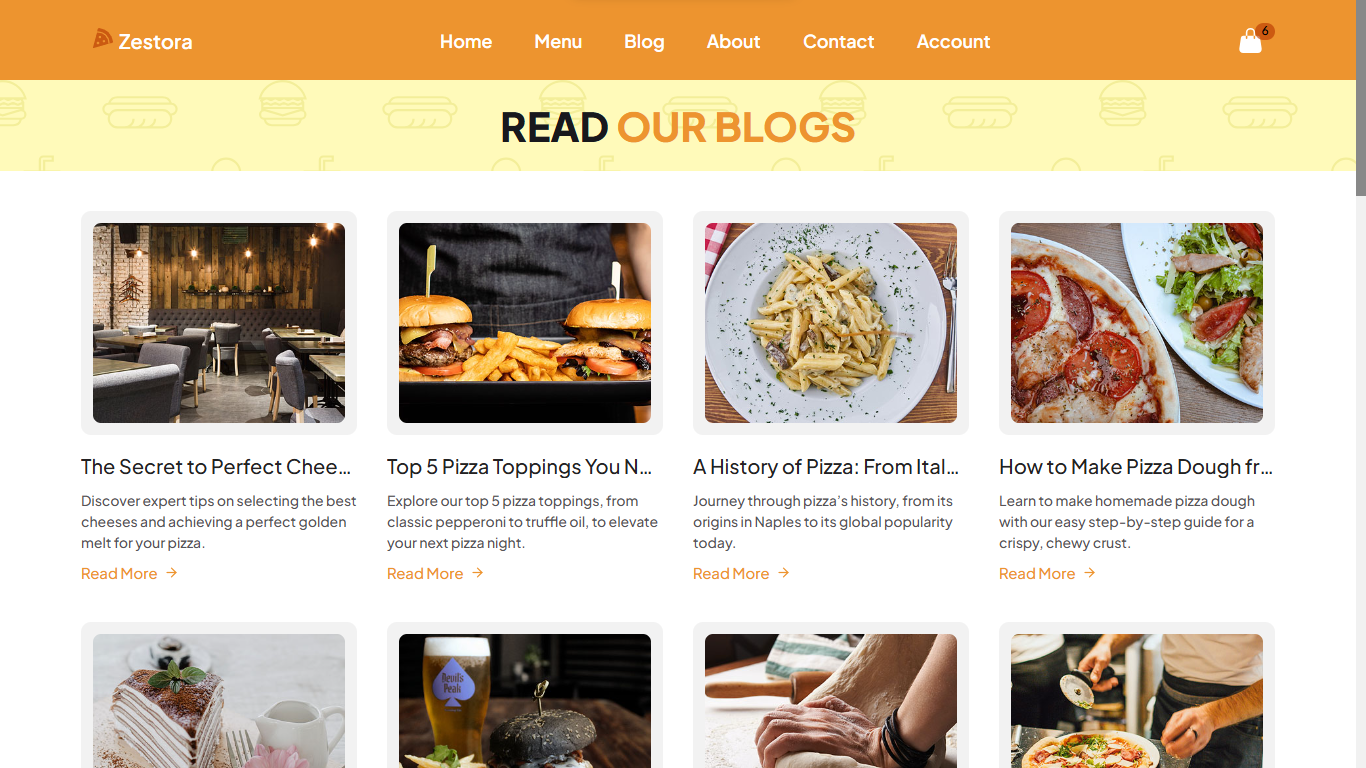 Zestora
Home Menu Blog About Contact Account
6
READ OUR BLOGS
The Secret to Perfect Chee...
Discover expert tips on selecting the best
cheeses and achieving a perfect golden
melt for your pizza.
Read More →
Top 5 Pizza Toppings You N...
Explore our top 5 pizza toppings, from
classic pepperoni to truffle oil, to elevate
your next pizza night.
Read More →
A History of Pizza: From Ital...
Journey through pizza’s history, from its
origins in Naples to its global popularity
today.
Read More →
How to Make Pizza Dough fr...
Learn to make homemade pizza dough
with our easy step-by-step guide for a
crispy, chewy crust.
Read More →
Devil's
Peak